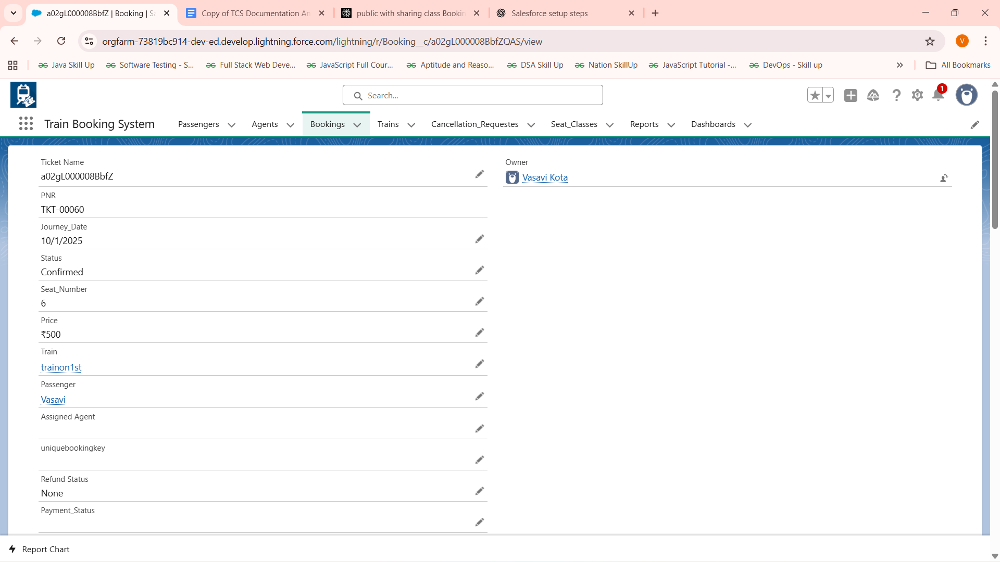 a02gL000008BbfZ | Booking | Sa
Copy of TCS Documentation An
public with sharing class Bookin
Salesforce setup steps
orgfarm-73819bc914-dev-ed.develop.lightning.force.com/lightning/r/Booking__c/a02gL000008BbfZQAS/view
V
Java Skill Up
Software Testing - S...
Full Stack Web Deve...
JavaScript Full Cour...
Aptitude and Reaso...
DSA Skill Up
Nation SkillUp
JavaScript Tutorial -...
DevOps - Skill up
All Bookmarks
Search...
1
Train Booking System
Passengers
Agents
Bookings
Trains
Cancellation_Requestes
Seat_Classes
Reports
Dashboards
Ticket Name
a02gL000008BbfZ
Owner
Vasavi Kota
PNR
TKT-00060
Journey_Date
10/1/2025
Status
Confirmed
Seat_Number
6
Price
₹500
Train
trainon1st
Passenger
Vasavi
Assigned Agent
uniquebookingkey
Refund Status
None
Payment_Status
Report Chart